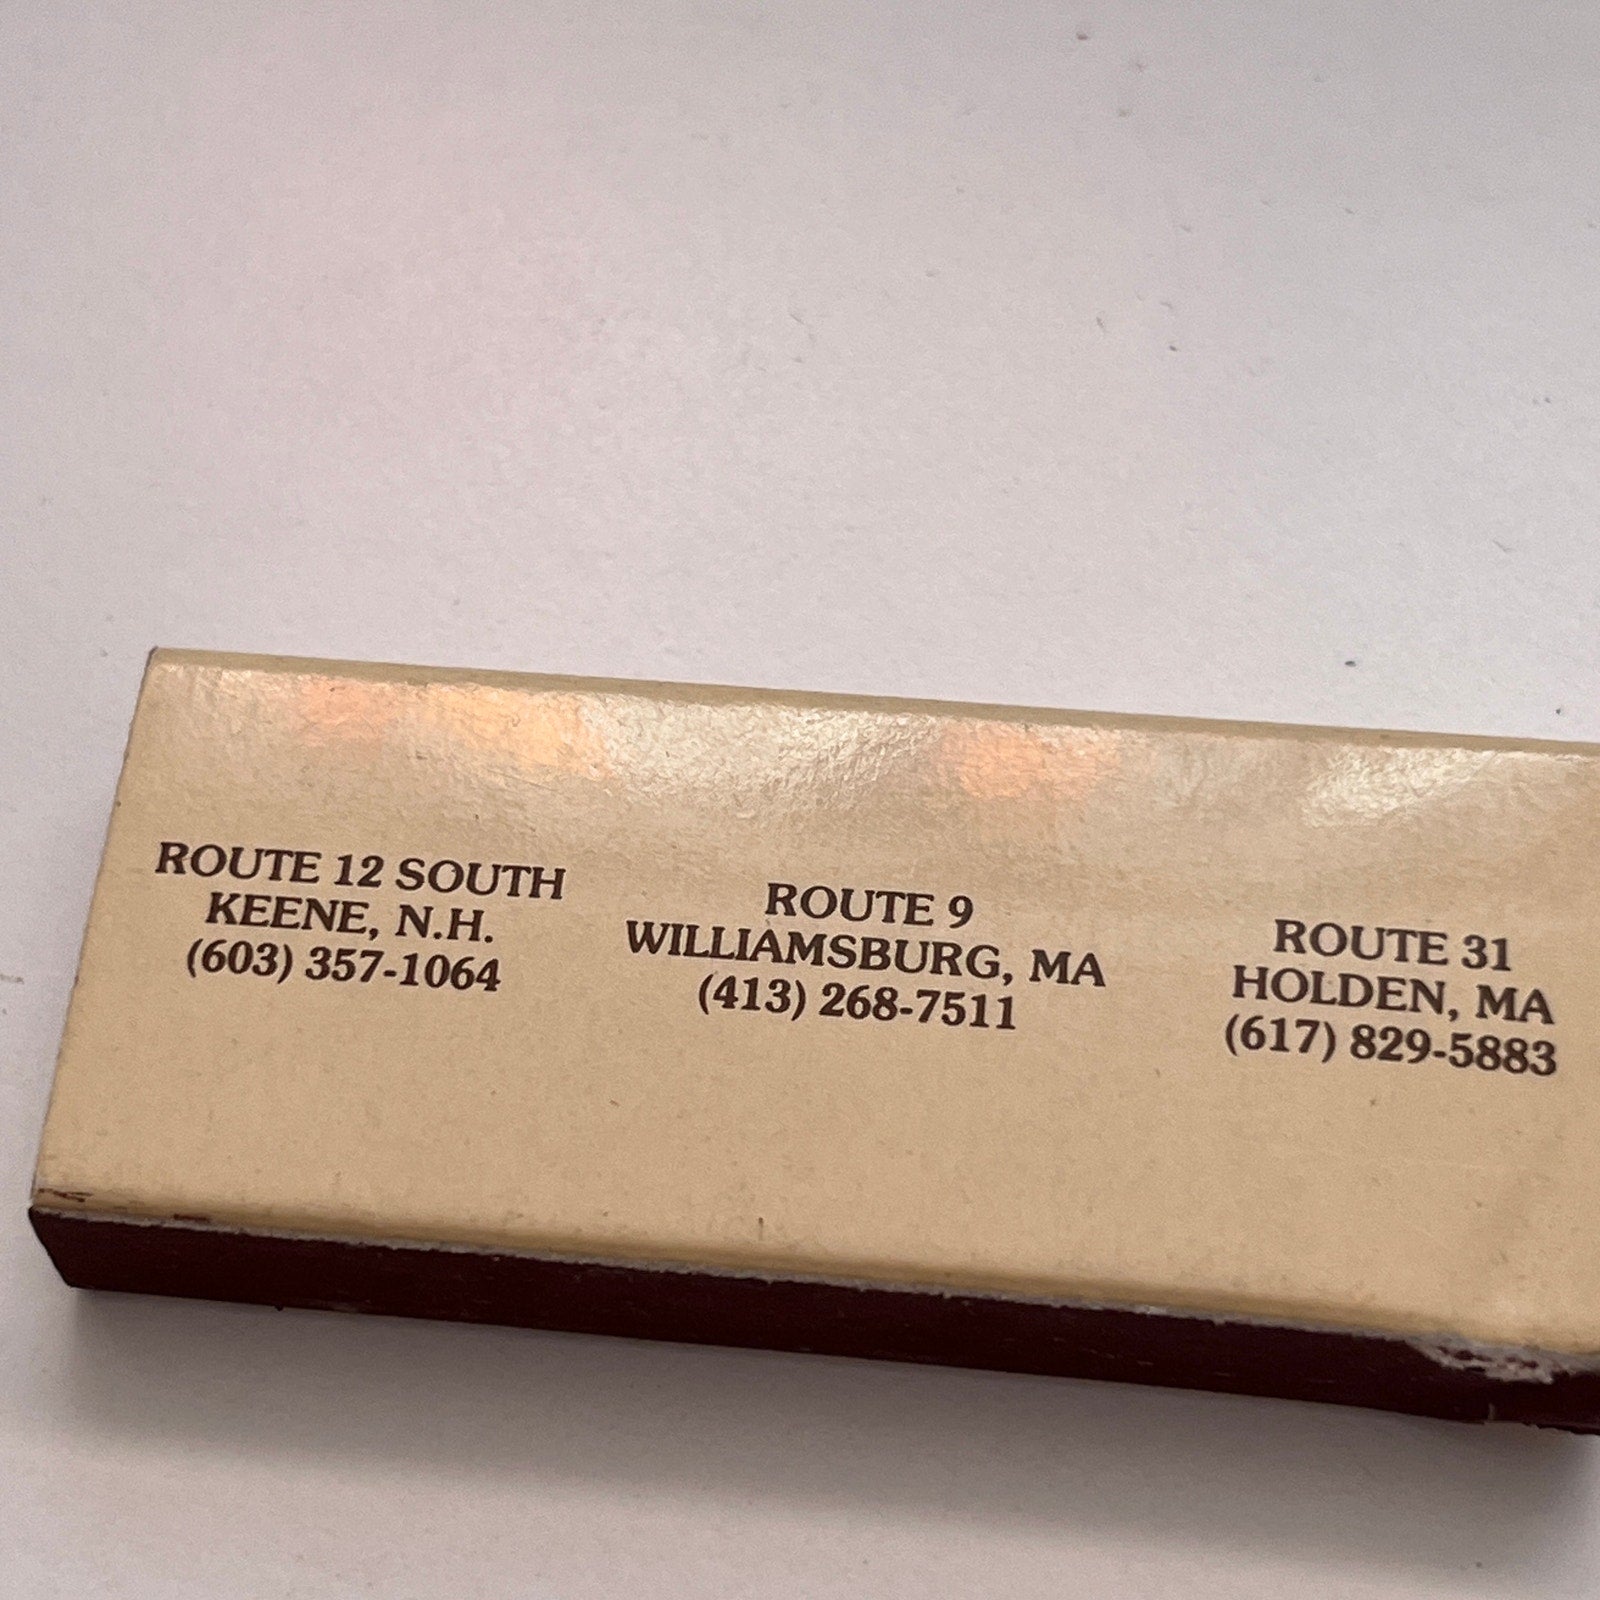 ROUTE 12 SOUTH
KEENE, N.H.
(603) 357-1064
ROUTE 9
WILLIAMSBURG, MA
(413) 268-7511
ROUTE 31
HOLDEN, MA
(617) 829-5883